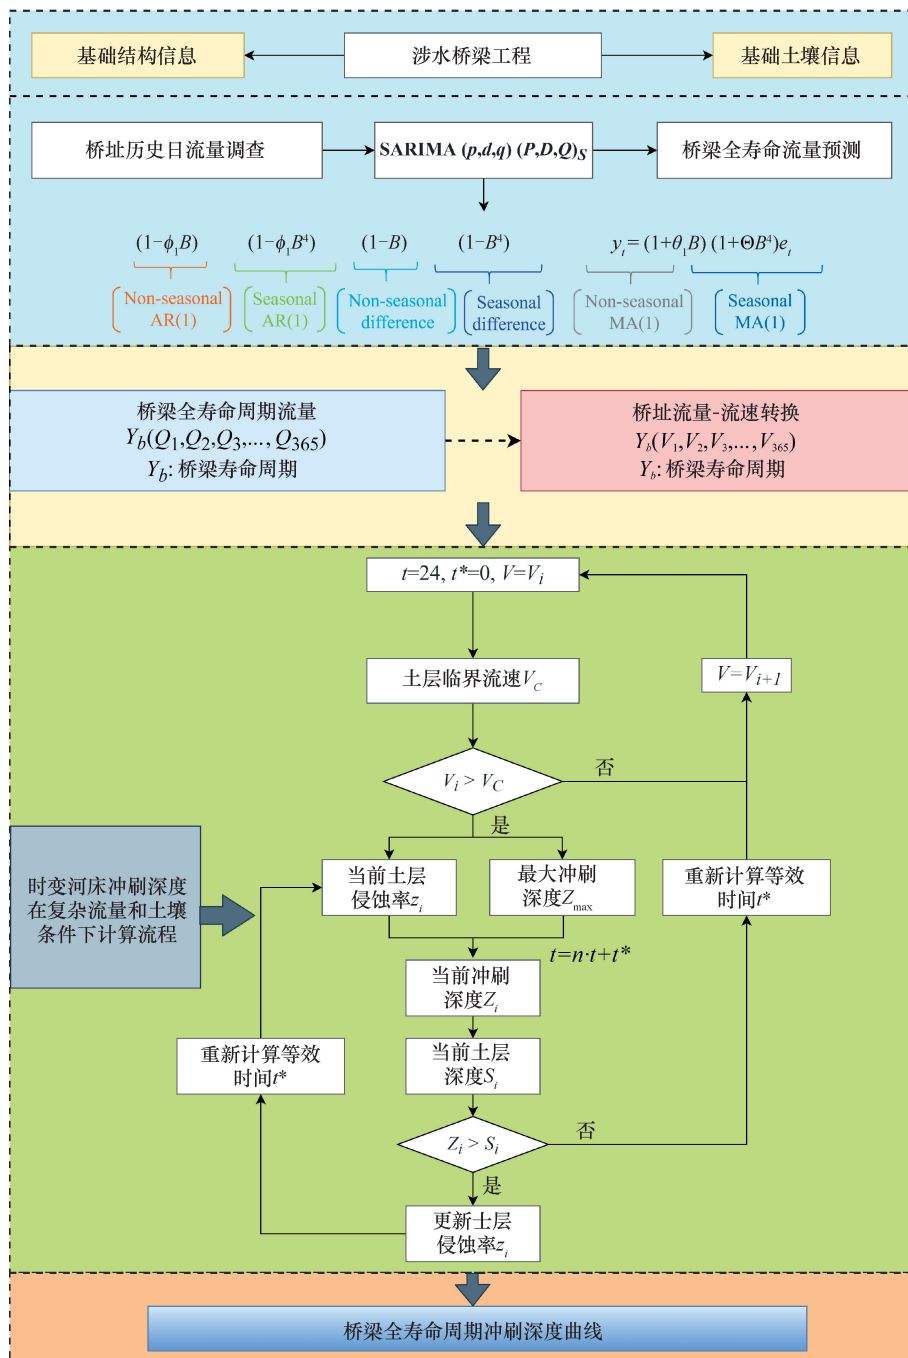 基础结构信息
涉水桥梁工程
基础土壤信息
桥址历史日流量调查
SARIMA (p,d,q) (P,D,Q)S
桥梁全寿命流量预测
(1−ϕ₁B)
(1−ϕ₁B⁴)
(1−B)
(1−B⁴)
yₜ = (1+θ₁B) (1+ΘB⁴)eₜ
Non-seasonal
AR(1)
Seasonal
AR(1)
Non-seasonal
difference
Seasonal
difference
Non-seasonal
MA(1)
Seasonal
MA(1)
桥梁全寿命周期流量
Yb(Q1,Q2,Q3,..., Q365)
Yb: 桥梁寿命周期
桥址流量-流速转换
Yb(V1,V2,V3,..., V365)
Yb: 桥梁寿命周期
t=24, t*=0, V=Vi
土层临界流速VC
V=Vi+1
Vi > VC
否
是
时变河床冲刷深度
在复杂流量和土壤
条件下计算流程
当前土层
侵蚀率zi
最大冲刷
深度Zmax
重新计算等效
时间t*
t=n·t+t*
当前冲刷
深度Zi
重新计算等效
时间t*
当前土层
深度Si
Zi > Si
否
是
更新土层
侵蚀率zi
桥梁全寿命周期冲刷深度曲线